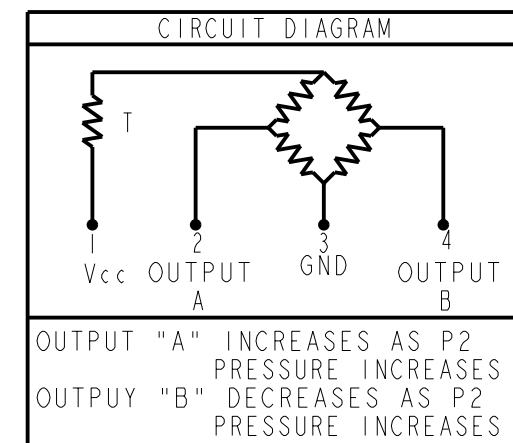 CIRCUIT DIAGRAM
T
1 2 3 4
Vcc OUTPUT GND OUTPUT
A B
OUTPUT "A" INCREASES AS P2
PRESSURE INCREASES
OUTPUY "B" DECREASES AS P2
PRESSURE INCREASES